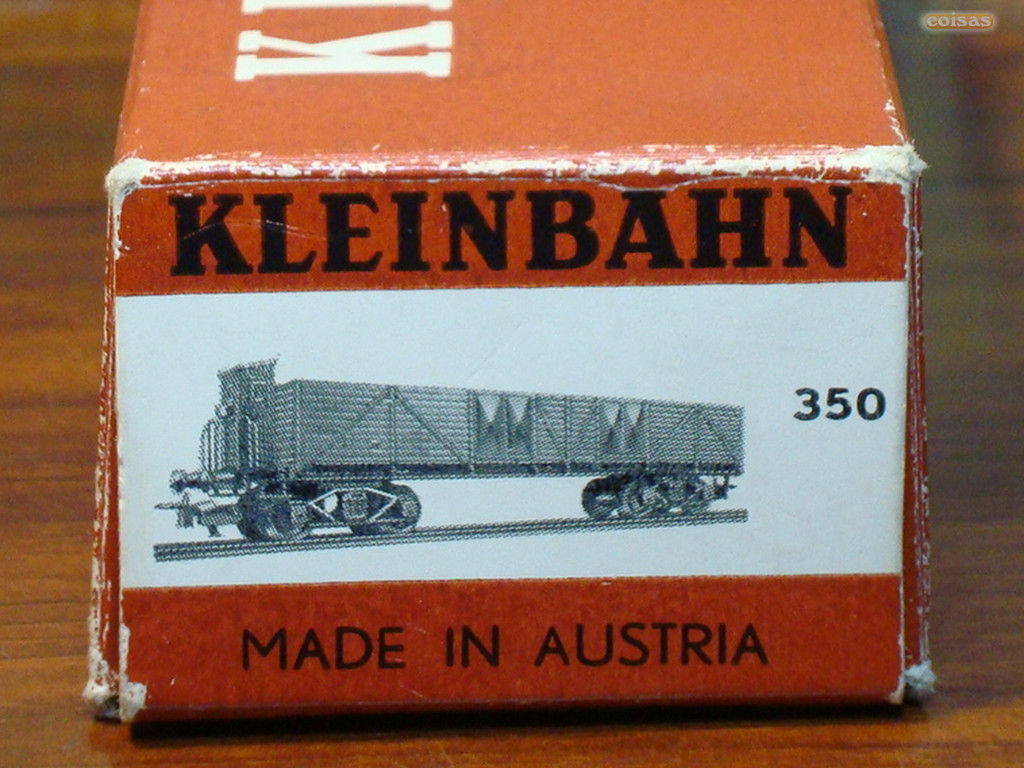 coisas
KLEINBAHN
350
MADE IN AUSTRIA